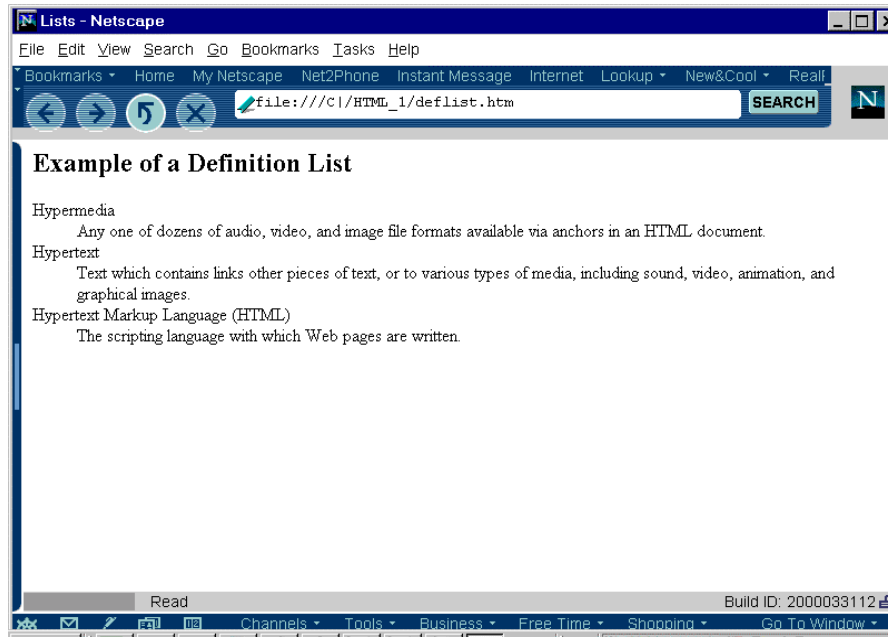 Lists - Netscape
File Edit View Search Go Bookmarks Tasks Help
Bookmarks Home My Netscape Net2Phone Instant Message Internet Lookup New&Cool
file:///C|/HTML_1/deflist.htm SEARCH N
Example of a Definition List
Hypermedia
Any one of dozens of audio, video, and image file formats available via anchors in an HTML document.
Hypertext
Text which contains links other pieces of text, or to various types of media, including sound, video, animation, and
graphical images.
Hypertext Markup Language (HTML)
The scripting language with which Web pages are written.
Read Build ID: 2000033112
Channels Tools Business Free Time Shopping Go To Window